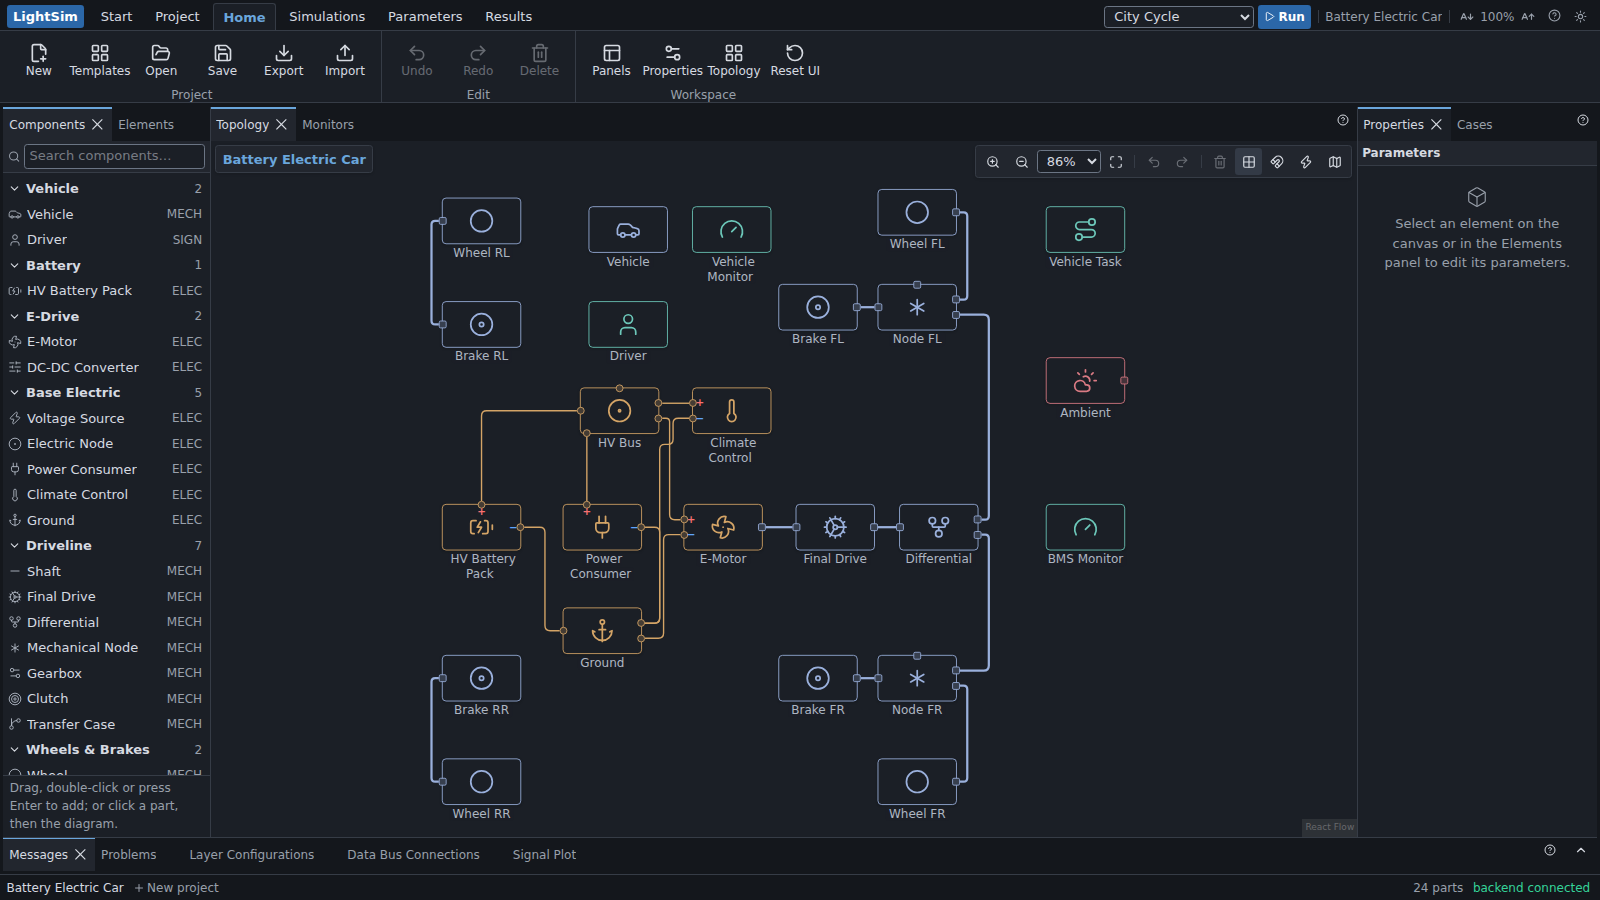 LightSim Start Project Home Simulations Parameters Results City Cycle Run Battery Electric Car A 100% A
New Templates Open Save Export Import Undo Redo Delete Panels Properties Topology Reset UI
Project Edit Workspace
Components Elements Topology Monitors Properties Cases
Search components...
Battery Electric Car
86%
Parameters
Select an element on the
canvas or in the Elements
panel to edit its parameters.
Vehicle 2
Vehicle MECH
Driver SIGN
Battery 1
HV Battery Pack ELEC
E-Drive 2
E-Motor ELEC
DC-DC Converter ELEC
Base Electric 5
Voltage Source ELEC
Electric Node ELEC
Power Consumer ELEC
Climate Control ELEC
Ground ELEC
Driveline 7
Shaft MECH
Final Drive MECH
Differential MECH
Mechanical Node MECH
Gearbox MECH
Clutch MECH
Transfer Case MECH
Wheels & Brakes 2
Wheel MECH
Drag, double-click or press
Enter to add; or click a part,
then the diagram.
Wheel RL
Vehicle
Vehicle
Monitor
Wheel FL
Vehicle Task
Brake RL
Driver
Brake FL
Node FL
Ambient
HV Bus
Climate
Control
HV Battery
Pack
Power
Consumer
E-Motor
Final Drive
Differential
BMS Monitor
Ground
Brake RR
Brake FR
Node FR
Wheel RR
Wheel FR
React Flow
Messages Problems Layer Configurations Data Bus Connections Signal Plot
Battery Electric Car + New project 24 parts backend connected